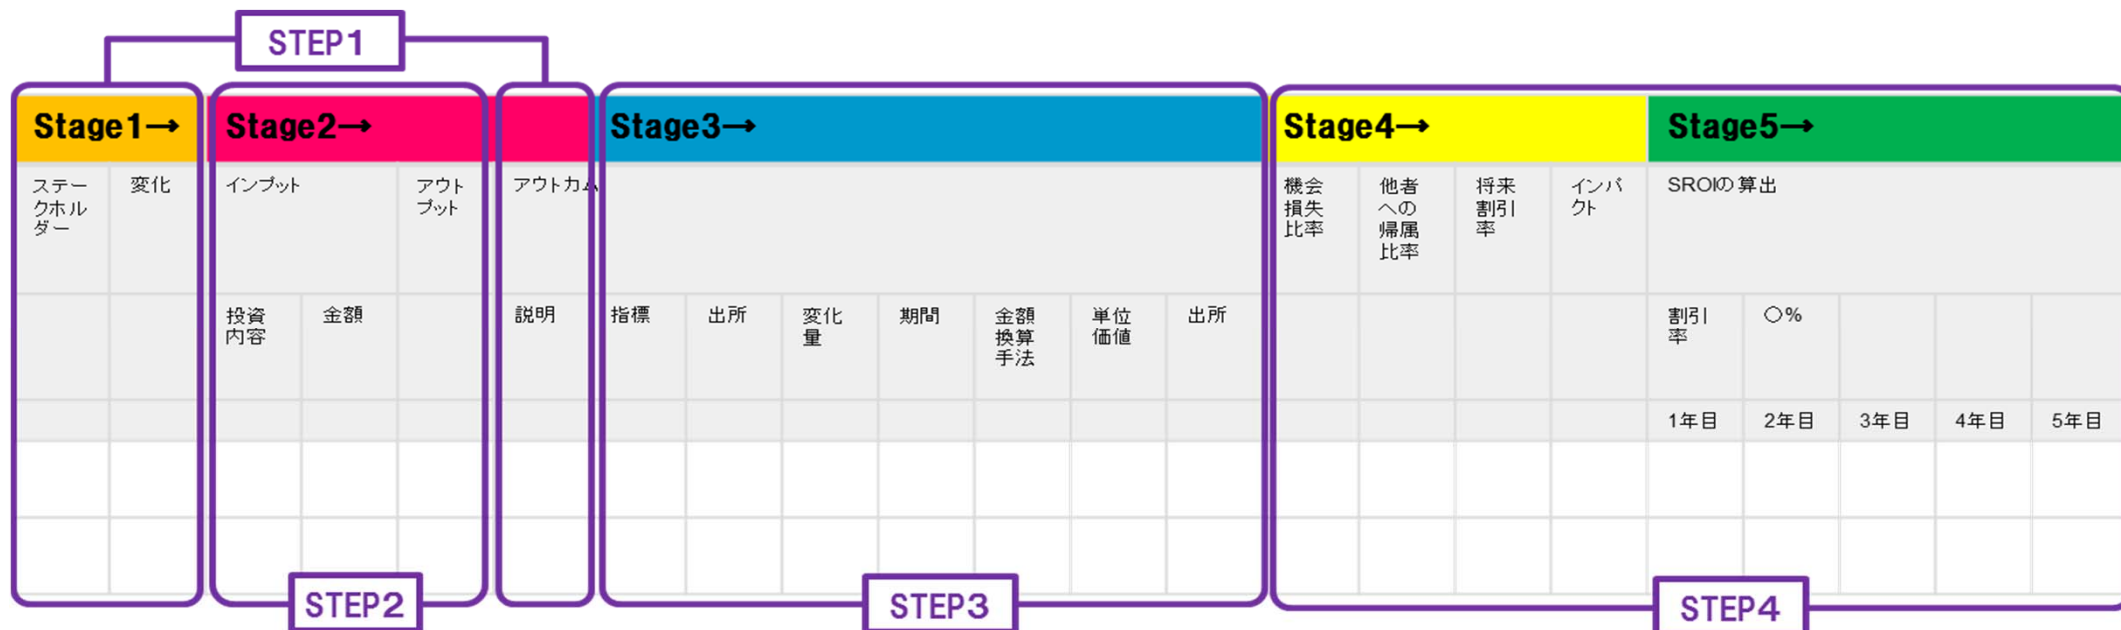 STEP1
Stage1→
Stage2→
Stage3→
Stage4→
Stage5→
ステー
クホル
ダー
変化
インプット
アウト
プット
アウトカム
機会
損失
比率
他者
への
帰属
比率
将来
割引
率
インパ
クト
SROIの算出
投資
内容
金額
説明
指標
出所
変化
量
期間
金額
換算
手法
単位
価値
出所
割引
率
〇%
1年目
2年目
3年目
4年目
5年目
STEP2
STEP3
STEP4